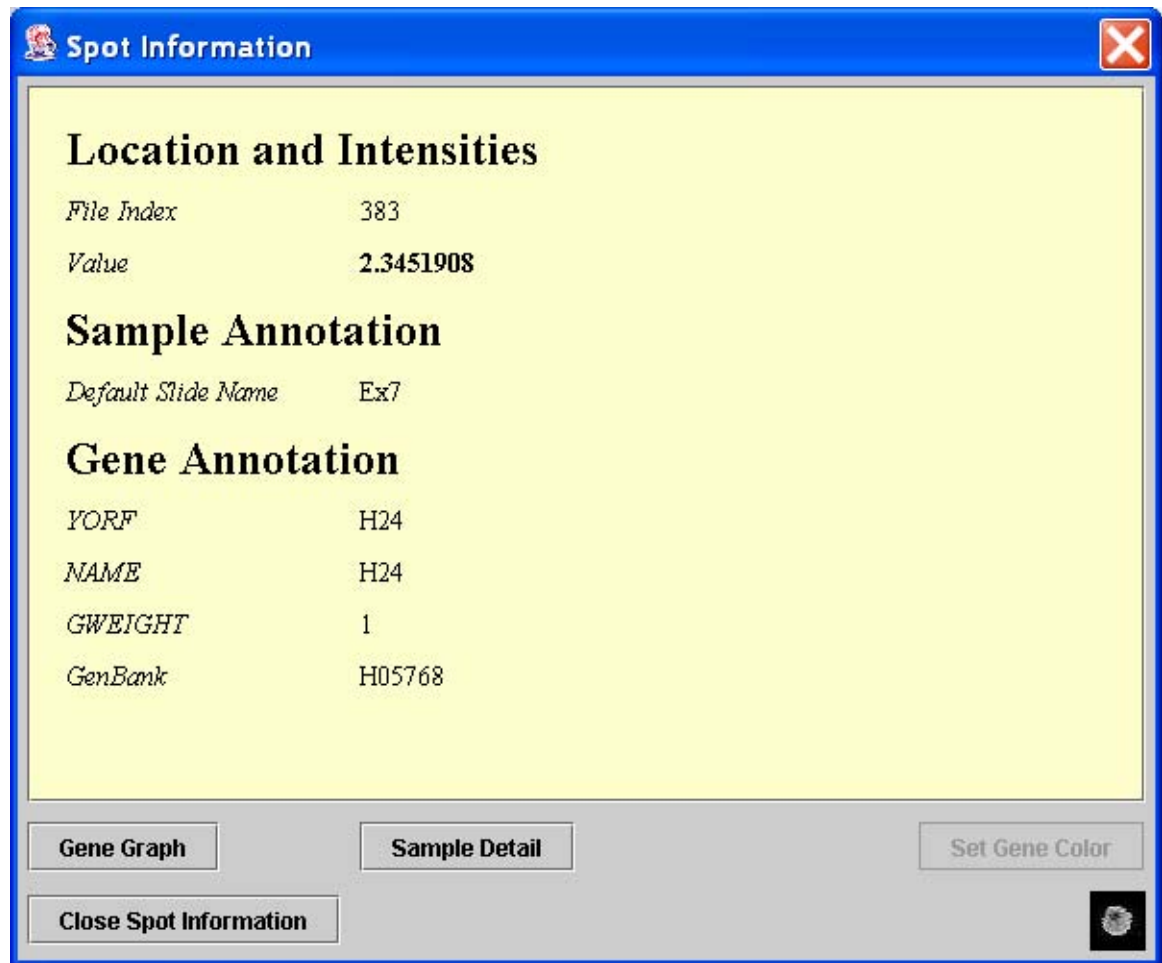 Spot Information
Location and Intensities
File Index 383
Value 2.3451908
Sample Annotation
Default Slide Name Ex7
Gene Annotation
YORF H24
NAME H24
GWEIGHT 1
GenBank H05768
Gene Graph Sample Detail Set Gene Color
Close Spot Information